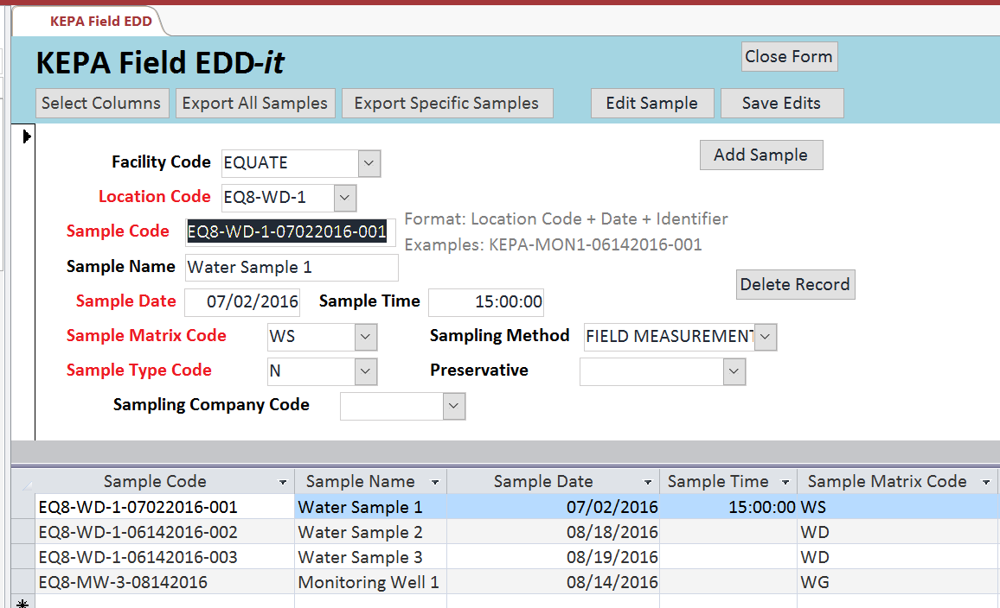 KEPA Field EDD
KEPA Field EDD-it
Close Form
Select Columns Export All Samples Export Specific Samples Edit Sample Save Edits
Facility Code EQUATE Add Sample
Location Code EQ8-WD-1
Sample Code EQ8-WD-1-07022016-001 Format: Location Code + Date + Identifier
Examples: KEPA-MON1-06142016-001
Sample Name Water Sample 1
Delete Record
Sample Date 07/02/2016 Sample Time 15:00:00
Sample Matrix Code WS Sampling Method FIELD MEASUREMENT
Sample Type Code N Preservative
Sampling Company Code
Sample Code Sample Name Sample Date Sample Time Sample Matrix Code
EQ8-WD-1-07022016-001 Water Sample 1 07/02/2016 15:00:00 WS
EQ8-WD-1-06142016-002 Water Sample 2 08/18/2016 WD
EQ8-WD-1-06142016-003 Water Sample 3 08/19/2016 WD
EQ8-MW-3-08142016 Monitoring Well 1 08/14/2016 WG